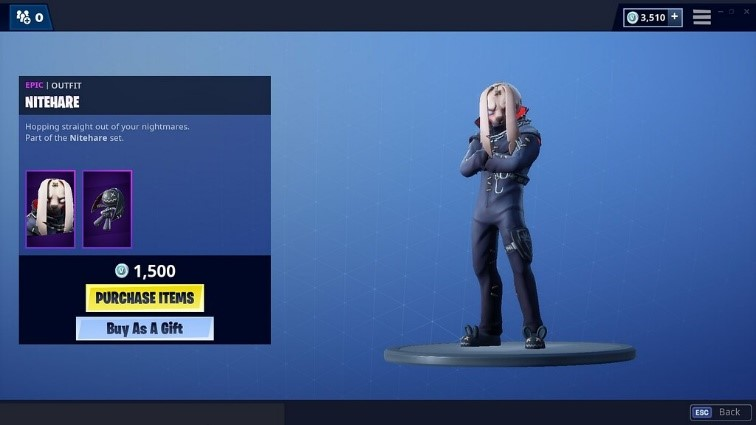 0
3,510 +
EPIC | OUTFIT
NITEHARE
Hopping straight out of your nightmares.
Part of the Nitehare set.
1,500
PURCHASE ITEMS
Buy As A Gift
ESC Back